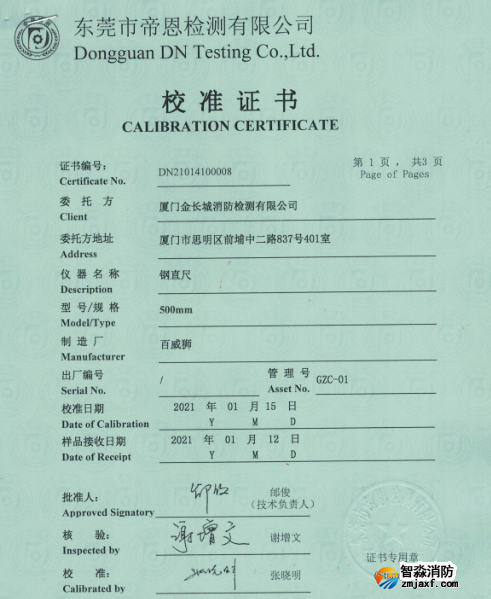 东莞市帝恩检测有限公司
Dongguan DN Testing Co.,Ltd.
校准证书
CALIBRATION CERTIFICATE
证书编号: DN21014100008 第 1 页 , 共3 页
Certificate No. Page of Pages
委托方 厦门金长城消防检测有限公司
Client
委托方地址 厦门市思明区前埔中二路837号401室
Address
仪器名称 钢直尺
Description
型号/规格 500mm
Model/Type
制造厂 百威狮
Manufacturer
出厂编号 / 管理号 GZC-01
Serial No. Asset No.
校准日期 2021 年 01 月 15 日
Date of Calibration Y M D
样品接收日期 2021 年 01 月 12 日
Date of Receipt Y M D
批准人: 邰俊
Approved Signatory (技术负责人)
核验: 谢增文 谢增文
Inspected by
校准: 张晓明
Calibrated by
证书专用章
智淼消防
zmjaxf.com